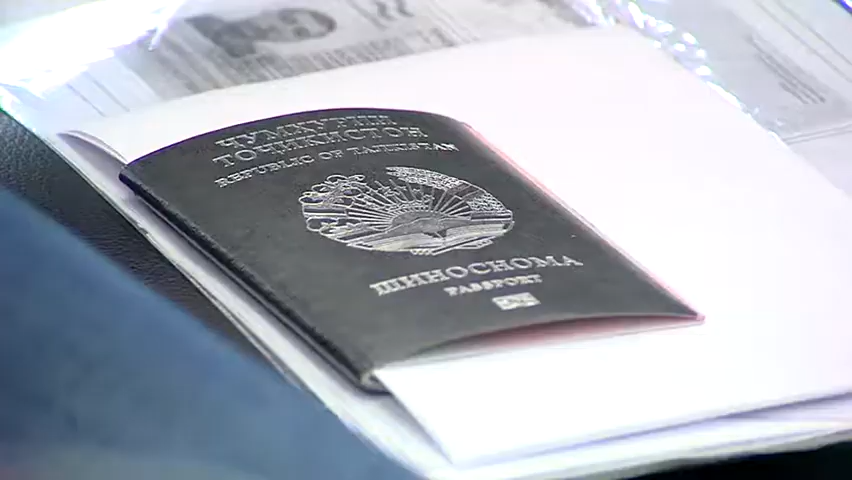 ҶУМҲУРИИ
ТОҶИКИСТОН
REPUBLIC OF TAJIKISTAN
ШИНОСНОМА
PASSPORT